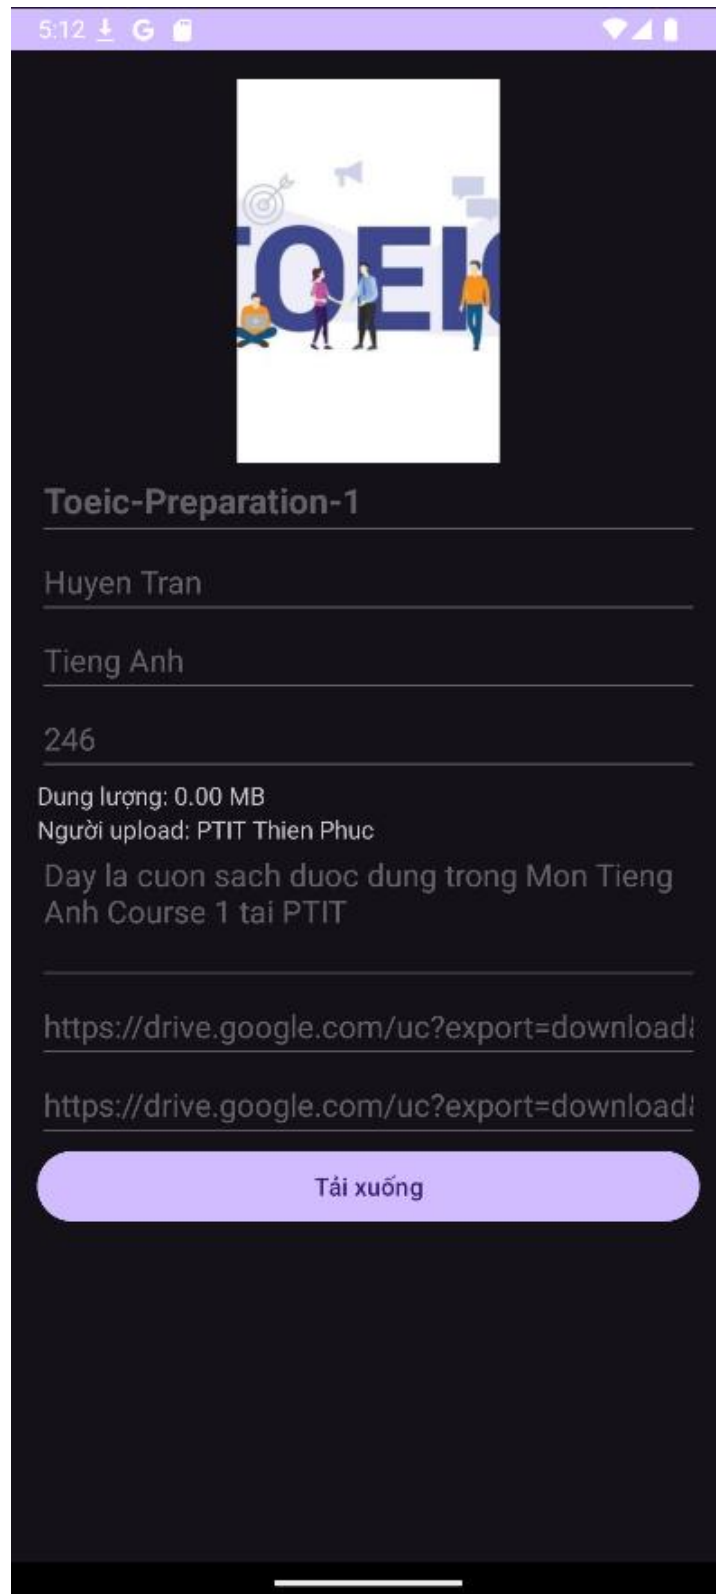 5:12
TOEIC
Toeic-Preparation-1
Huyen Tran
Tieng Anh
246
Dung lượng: 0.00 MB
Người upload: PTIT Thien Phuc
Day la cuon sach duoc dung trong Mon Tieng
Anh Course 1 tai PTIT
https://drive.google.com/uc?export=download&
https://drive.google.com/uc?export=download&
Tải xuống